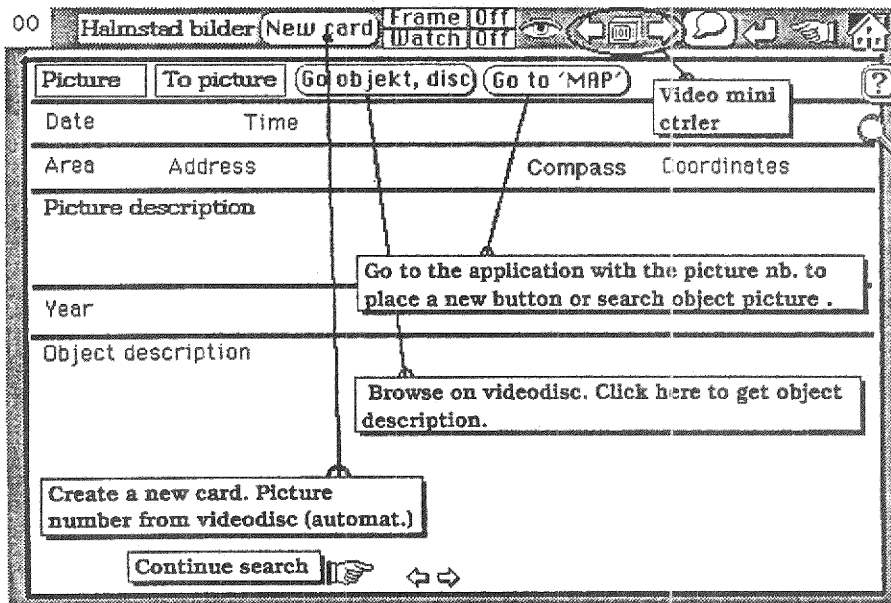 00 Halmstad bilder New card Frame Off
Watch Off
Picture To picture Go objekt, disc Go to 'MAP' ?
Video mini
ctrler
Date Time
Area Address Compass Coordinates
Picture description
Go to the application with the picture nb. to
place a new button or search object picture .
Year
Object description
Browse on videodisc. Click here to get object
description.
Create a new card. Picture
number from videodisc (automat.)
Continue search